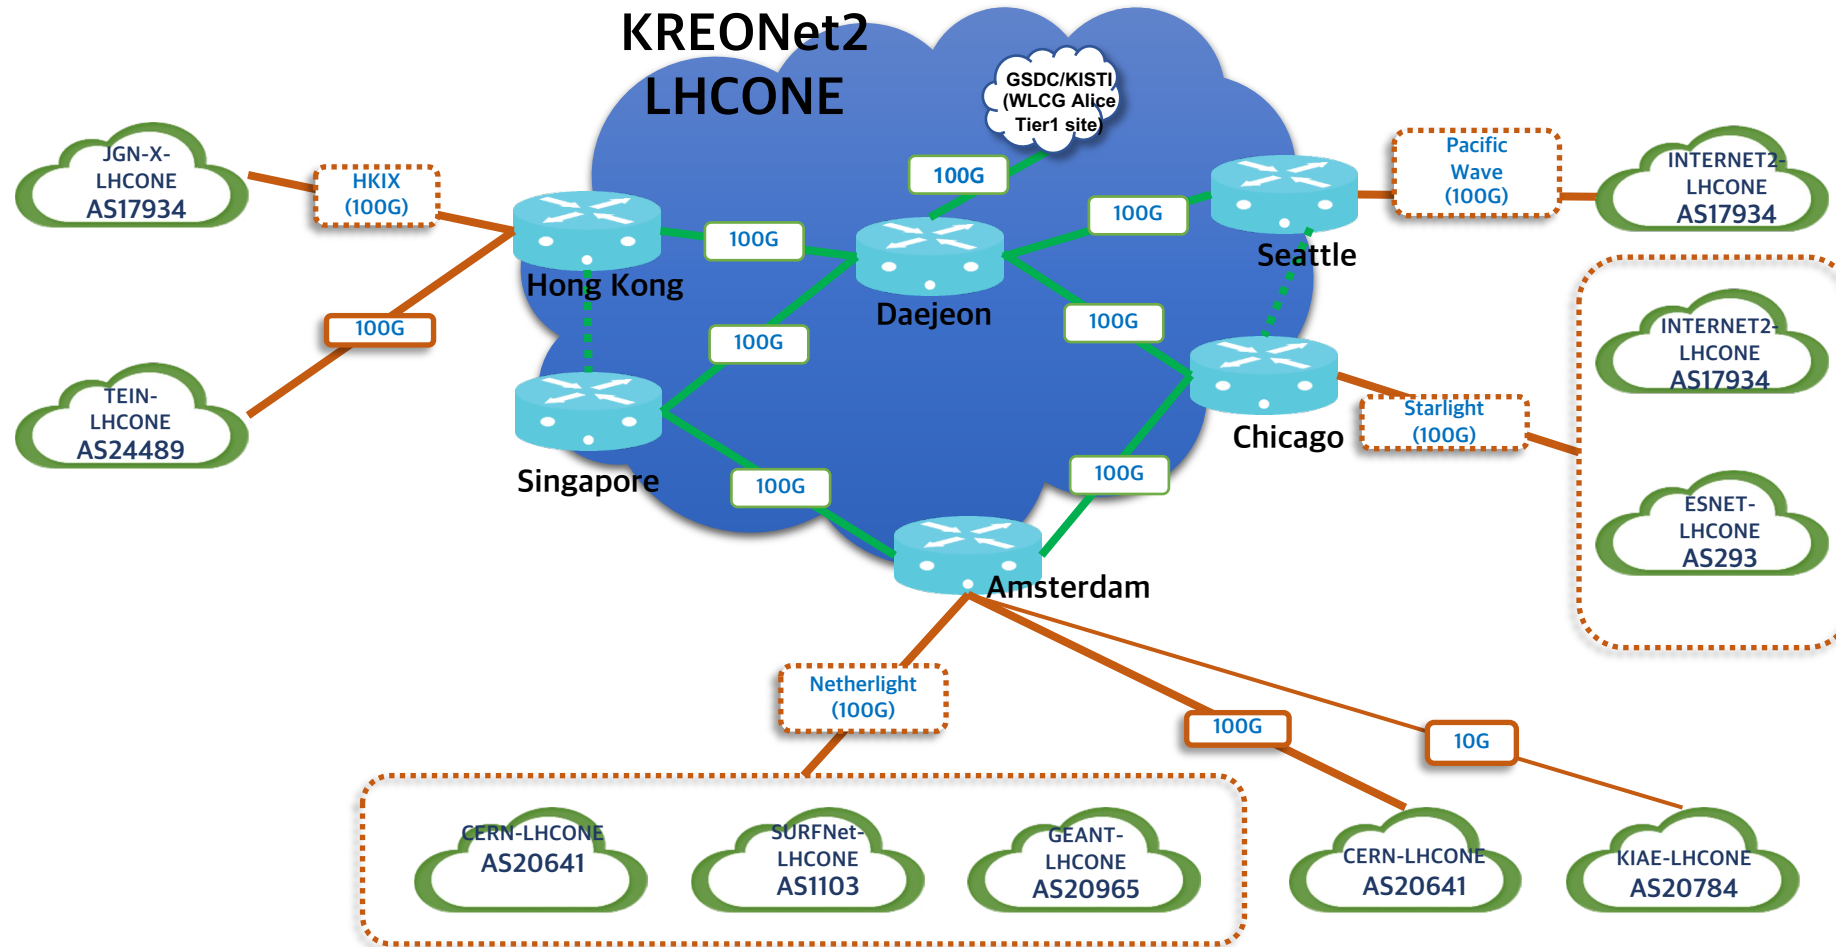 KREONet2
LHCONE
GSDC/KISTI
(WLCG Alice
Tier1 site)
JGN-X-
LHCONE
AS17934
HKIX
(100G)
100G
100G
100G
Pacific
Wave
(100G)
INTERNET2-
LHCONE
AS17934
Hong Kong
Daejeon
Seattle
100G
100G
100G
INTERNET2-
LHCONE
AS17934
TEIN-
LHCONE
AS24489
Singapore
Chicago
Starlight
(100G)
100G
100G
ESNET-
LHCONE
AS293
Amsterdam
Netherlight
(100G)
100G
10G
CERN-LHCONE
AS20641
SURFNet-
LHCONE
AS1103
GEANT-
LHCONE
AS20965
CERN-LHCONE
AS20641
KIAE-LHCONE
AS20784